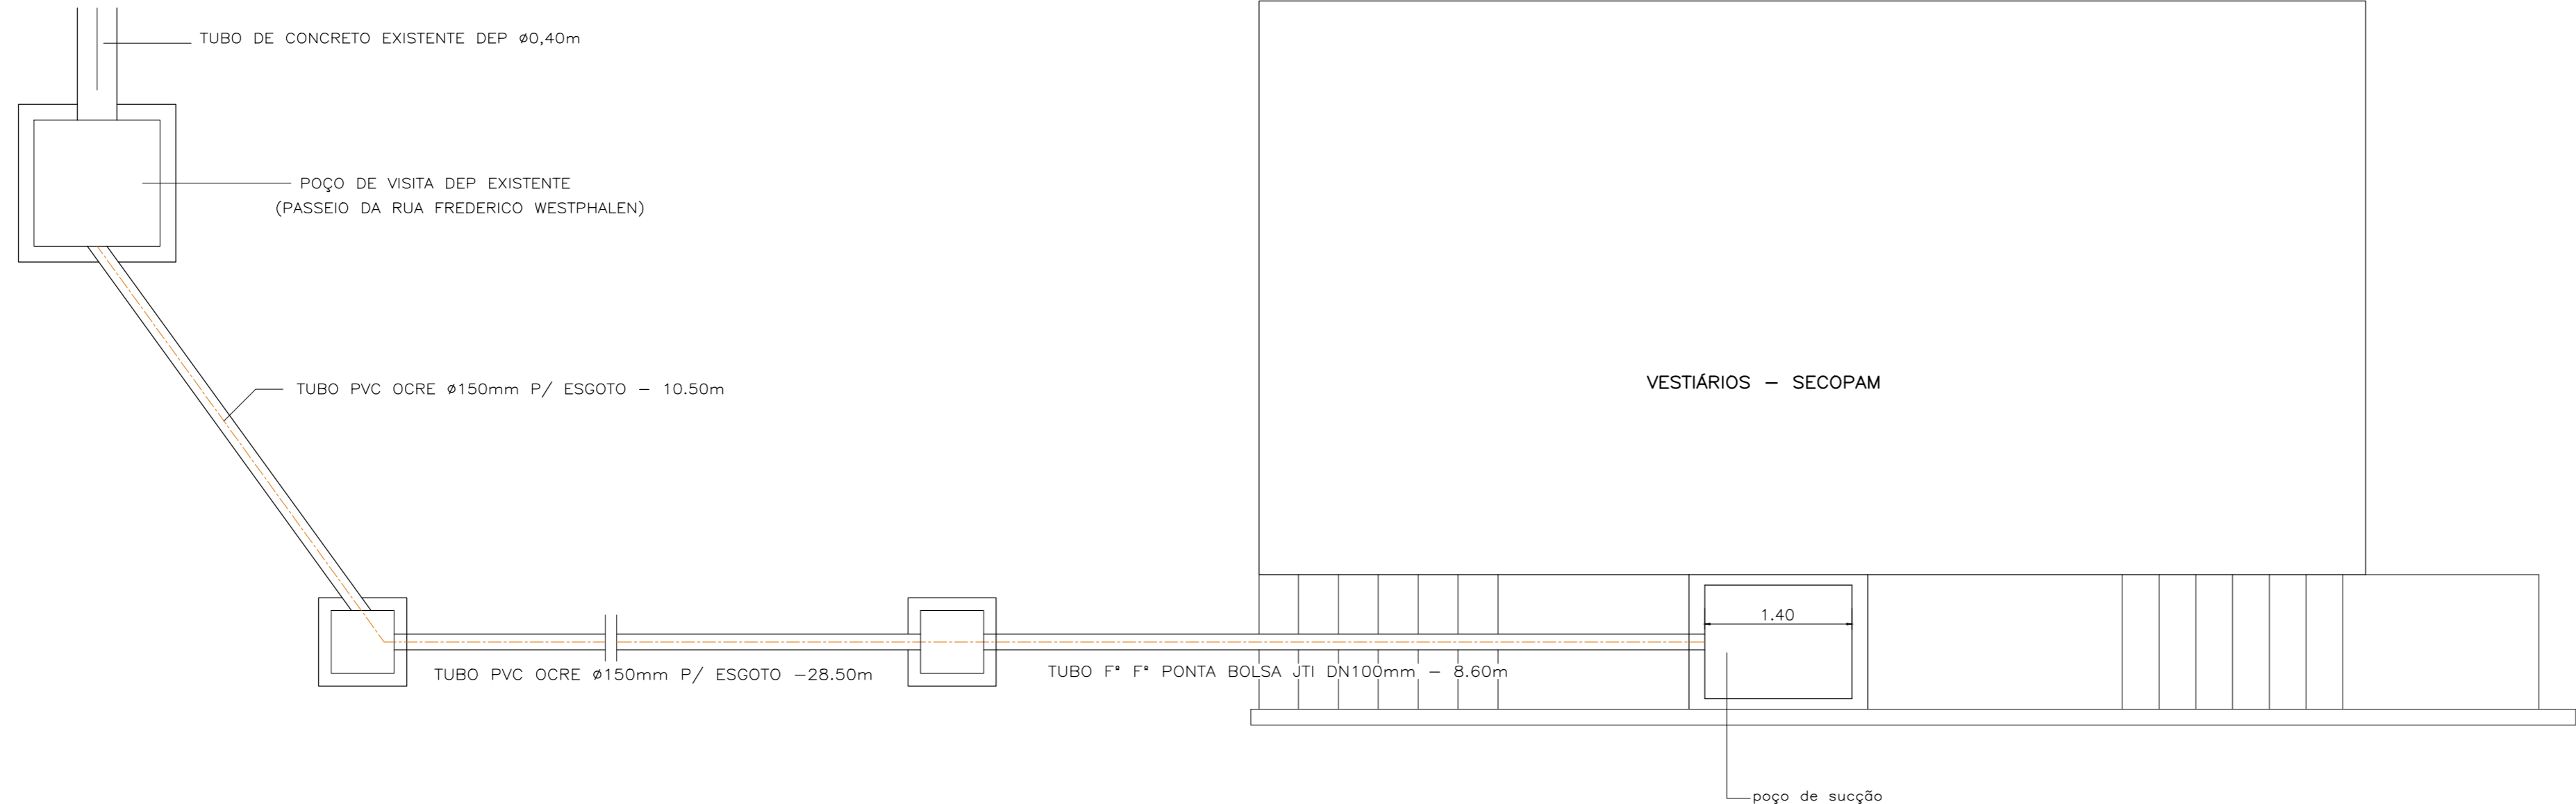 TUBO DE CONCRETO EXISTENTE DEP ø0,40m
POÇO DE VISITA DEP EXISTENTE
(PASSEIO DA RUA FREDERICO WESTPHALEN)
TUBO PVC OCRE ø150mm P/ ESGOTO - 10.50m
VESTIÁRIOS - SECOPAM
1.40
TUBO PVC OCRE ø150mm P/ ESGOTO -28.50m
TUBO Fº Fº PONTA BOLSA JTI DN100mm - 8.60m
poço de sucção